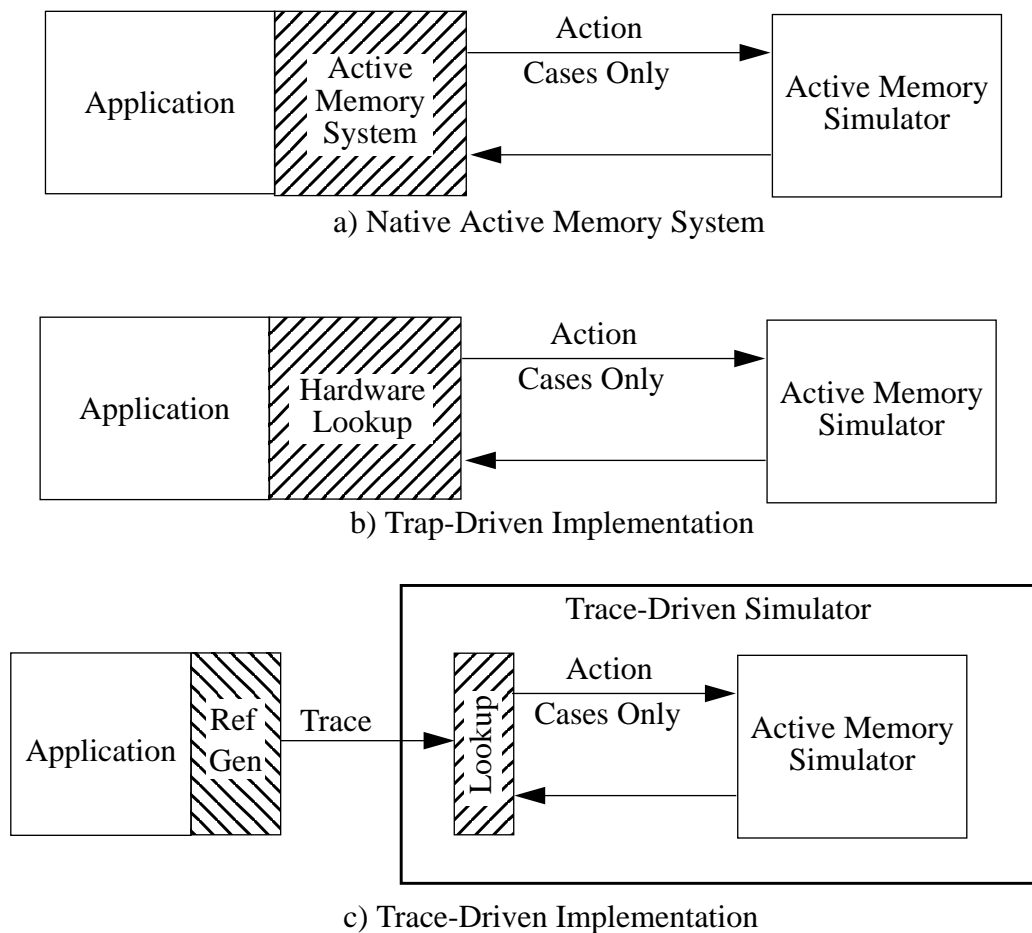 Application
Active
Memory
System
Action
Cases Only
Active Memory
Simulator
a) Native Active Memory System
Application
Hardware
Lookup
Action
Cases Only
Active Memory
Simulator
b) Trap-Driven Implementation
Trace-Driven Simulator
Application
Ref
Gen
Trace
Lookup
Action
Cases Only
Active Memory
Simulator
c) Trace-Driven Implementation